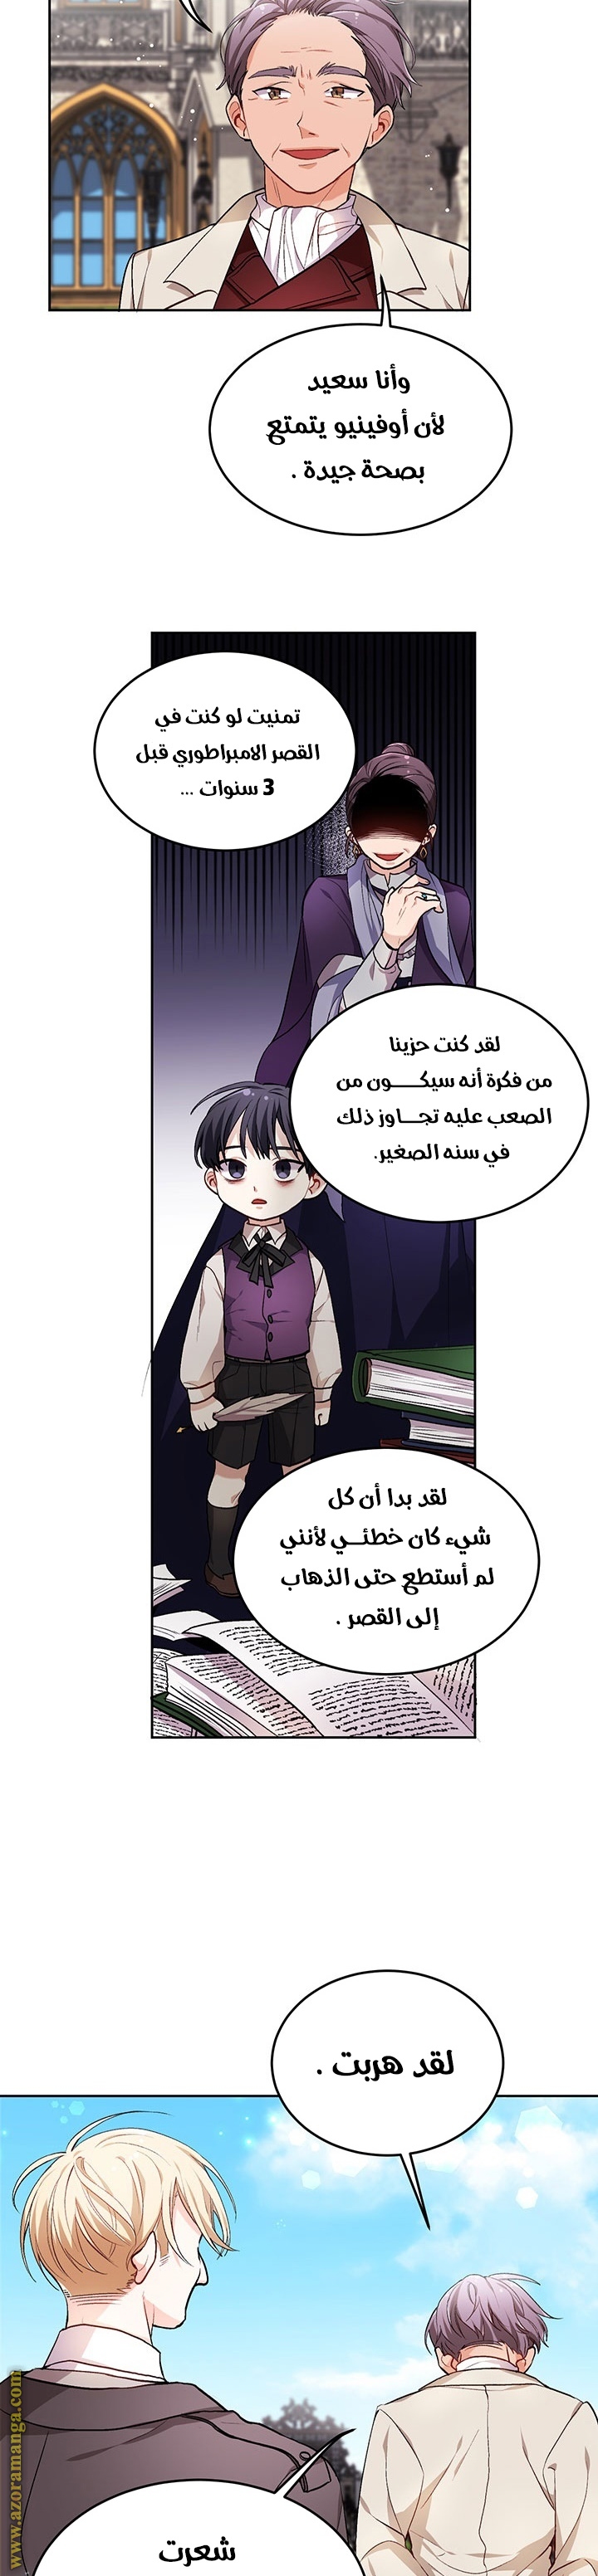 وأنا سعيد
لأن أوفينيو يتمتع
بصحة جيدة .
تمنيت لو كنت في
القصر الامبراطوري قبل
3 سنوات ...
لقد كنت حزينا
من فكرة أنه سيكـــون من
الصعب عليه تجـاوز ذلك
في سنه الصغير.
لقد بدا أن كل
شيء كان خطئـي لأنني
لم أستطع حتى الذهاب
إلى القصر .
لقد هربت .
شعرت
www.azoramanga.com